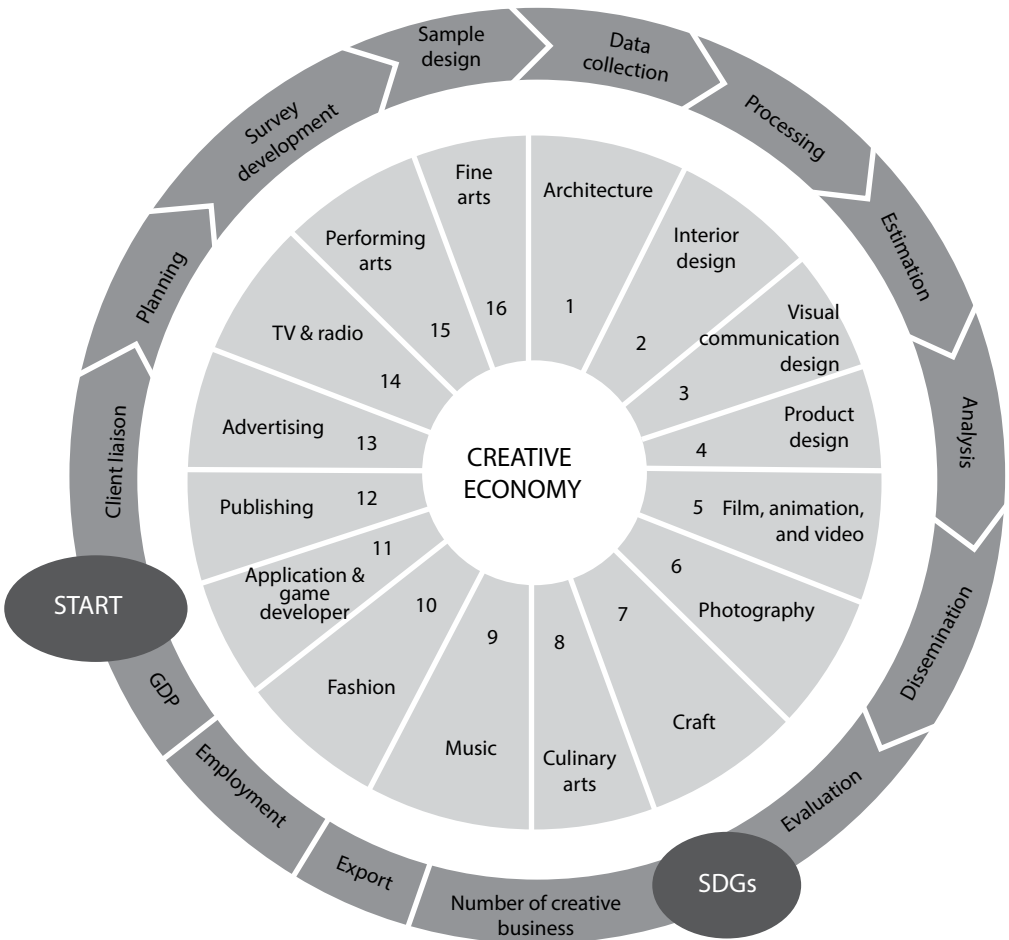 START
Client liaison
Planning
Survey
development
Sample
design
Data
collection
Processing
Estimation
Analysis
Dissemination
Evaluation
SDGs
Number of creative
business
Export
Employment
GDP
CREATIVE
ECONOMY
Architecture
1
Interior
design
2
Visual
communication
design
3
Product
design
4
5
Film, animation,
and video
6
Photography
7
Craft
8
Culinary
arts
9
Music
10
Fashion
11
Application &
game
developer
12
Publishing
13
Advertising
14
TV & radio
15
Performing
arts
16
Fine
arts